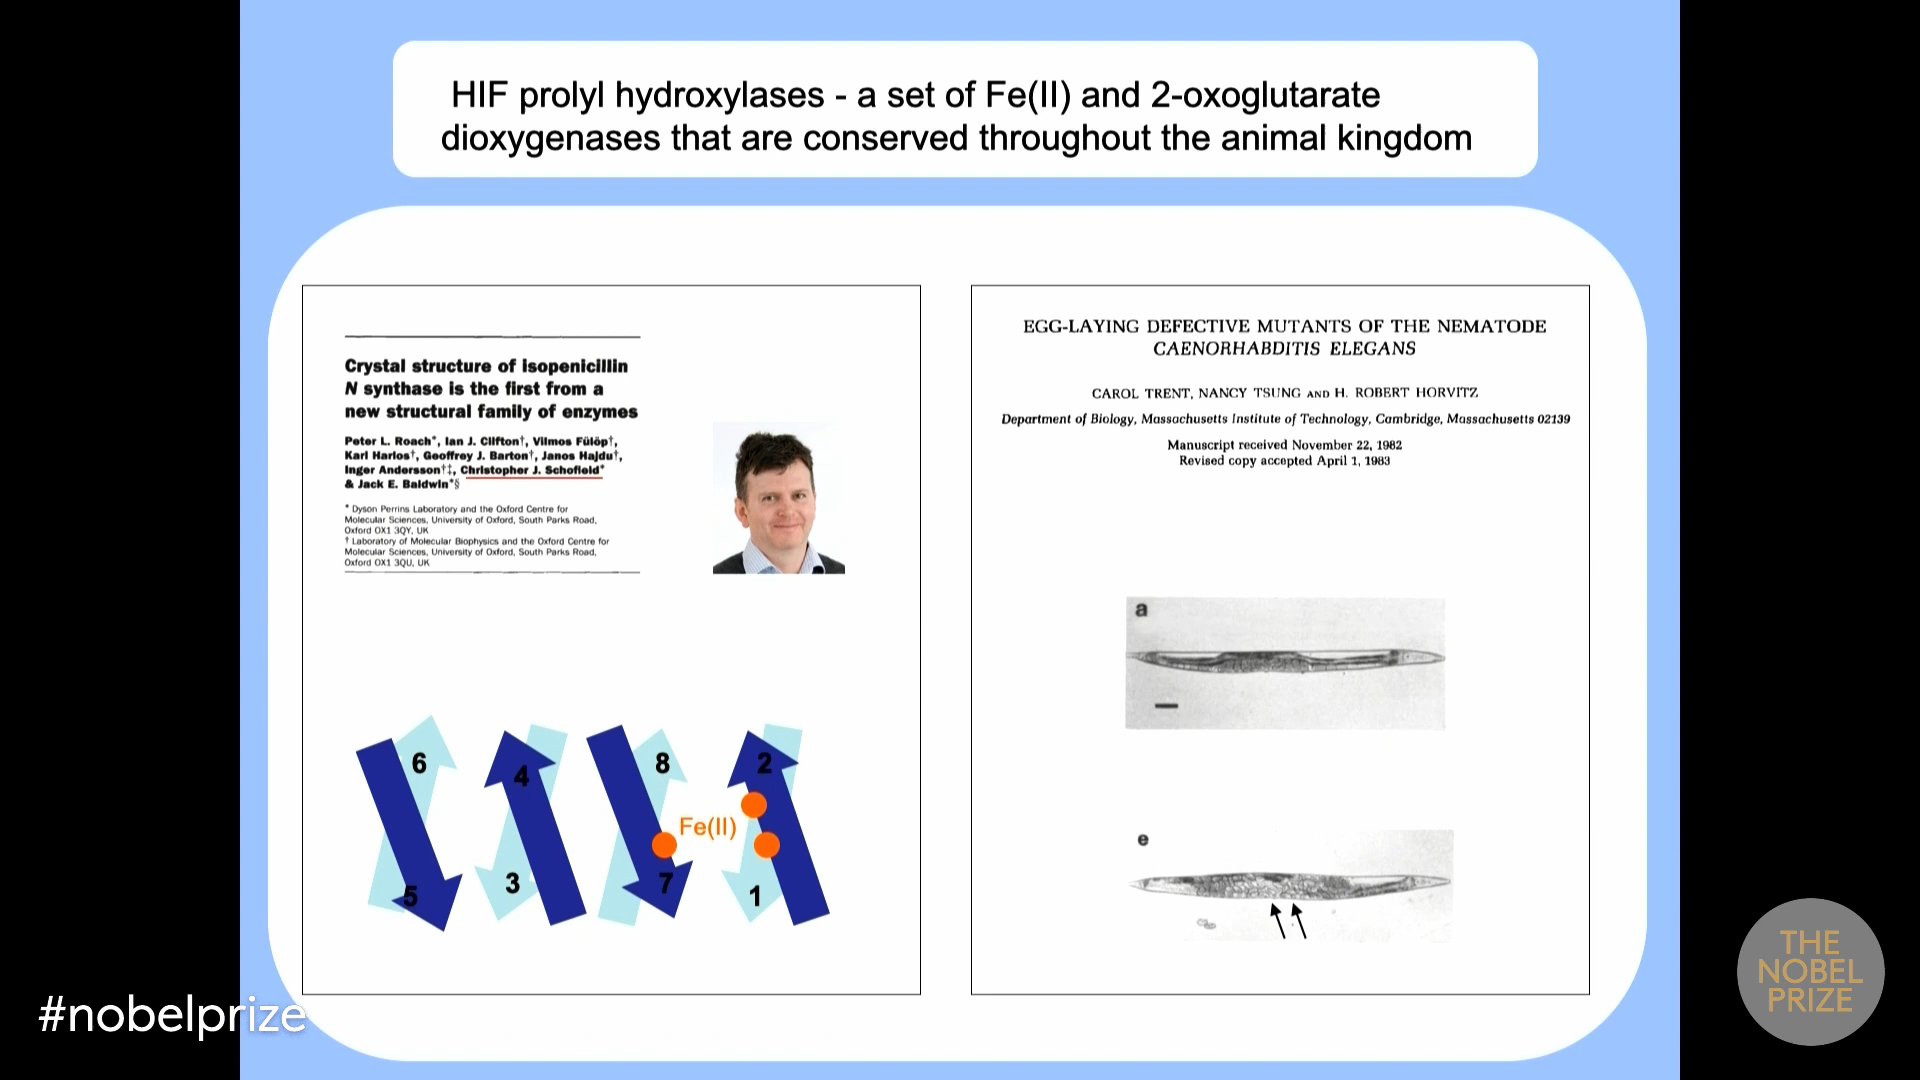 HIF prolyl hydroxylases - a set of Fe(II) and 2-oxoglutarate
dioxygenases that are conserved throughout the animal kingdom
Crystal structure of isopenicillin
N synthase is the first from a
new structural family of enzymes
Peter L. Roach*, Ian J. Clifton†, Vilmos Fülöp†,
Karl Harlos†, Geoffrey J. Barton†, Janos Hajdu†,
Inger Andersson†‡, Christopher J. Schofield*
& Jack E. Baldwin*§
* Dyson Perrins Laboratory and the Oxford Centre for
Molecular Sciences, University of Oxford, South Parks Road,
Oxford OX1 3QY, UK
† Laboratory of Molecular Biophysics and the Oxford Centre for
Molecular Sciences, University of Oxford, South Parks Road,
Oxford OX1 3QU, UK
6
4
8
2
Fe(II)
5
3
7
1
EGG-LAYING DEFECTIVE MUTANTS OF THE NEMATODE
CAENORHABDITIS ELEGANS
CAROL TRENT, NANCY TSUNG AND H. ROBERT HORVITZ
Department of Biology, Massachusetts Institute of Technology, Cambridge, Massachusetts 02139
Manuscript received November 22, 1982
Revised copy accepted April 1, 1983
a
e
#nobelprize
THE
NOBEL
PRIZE